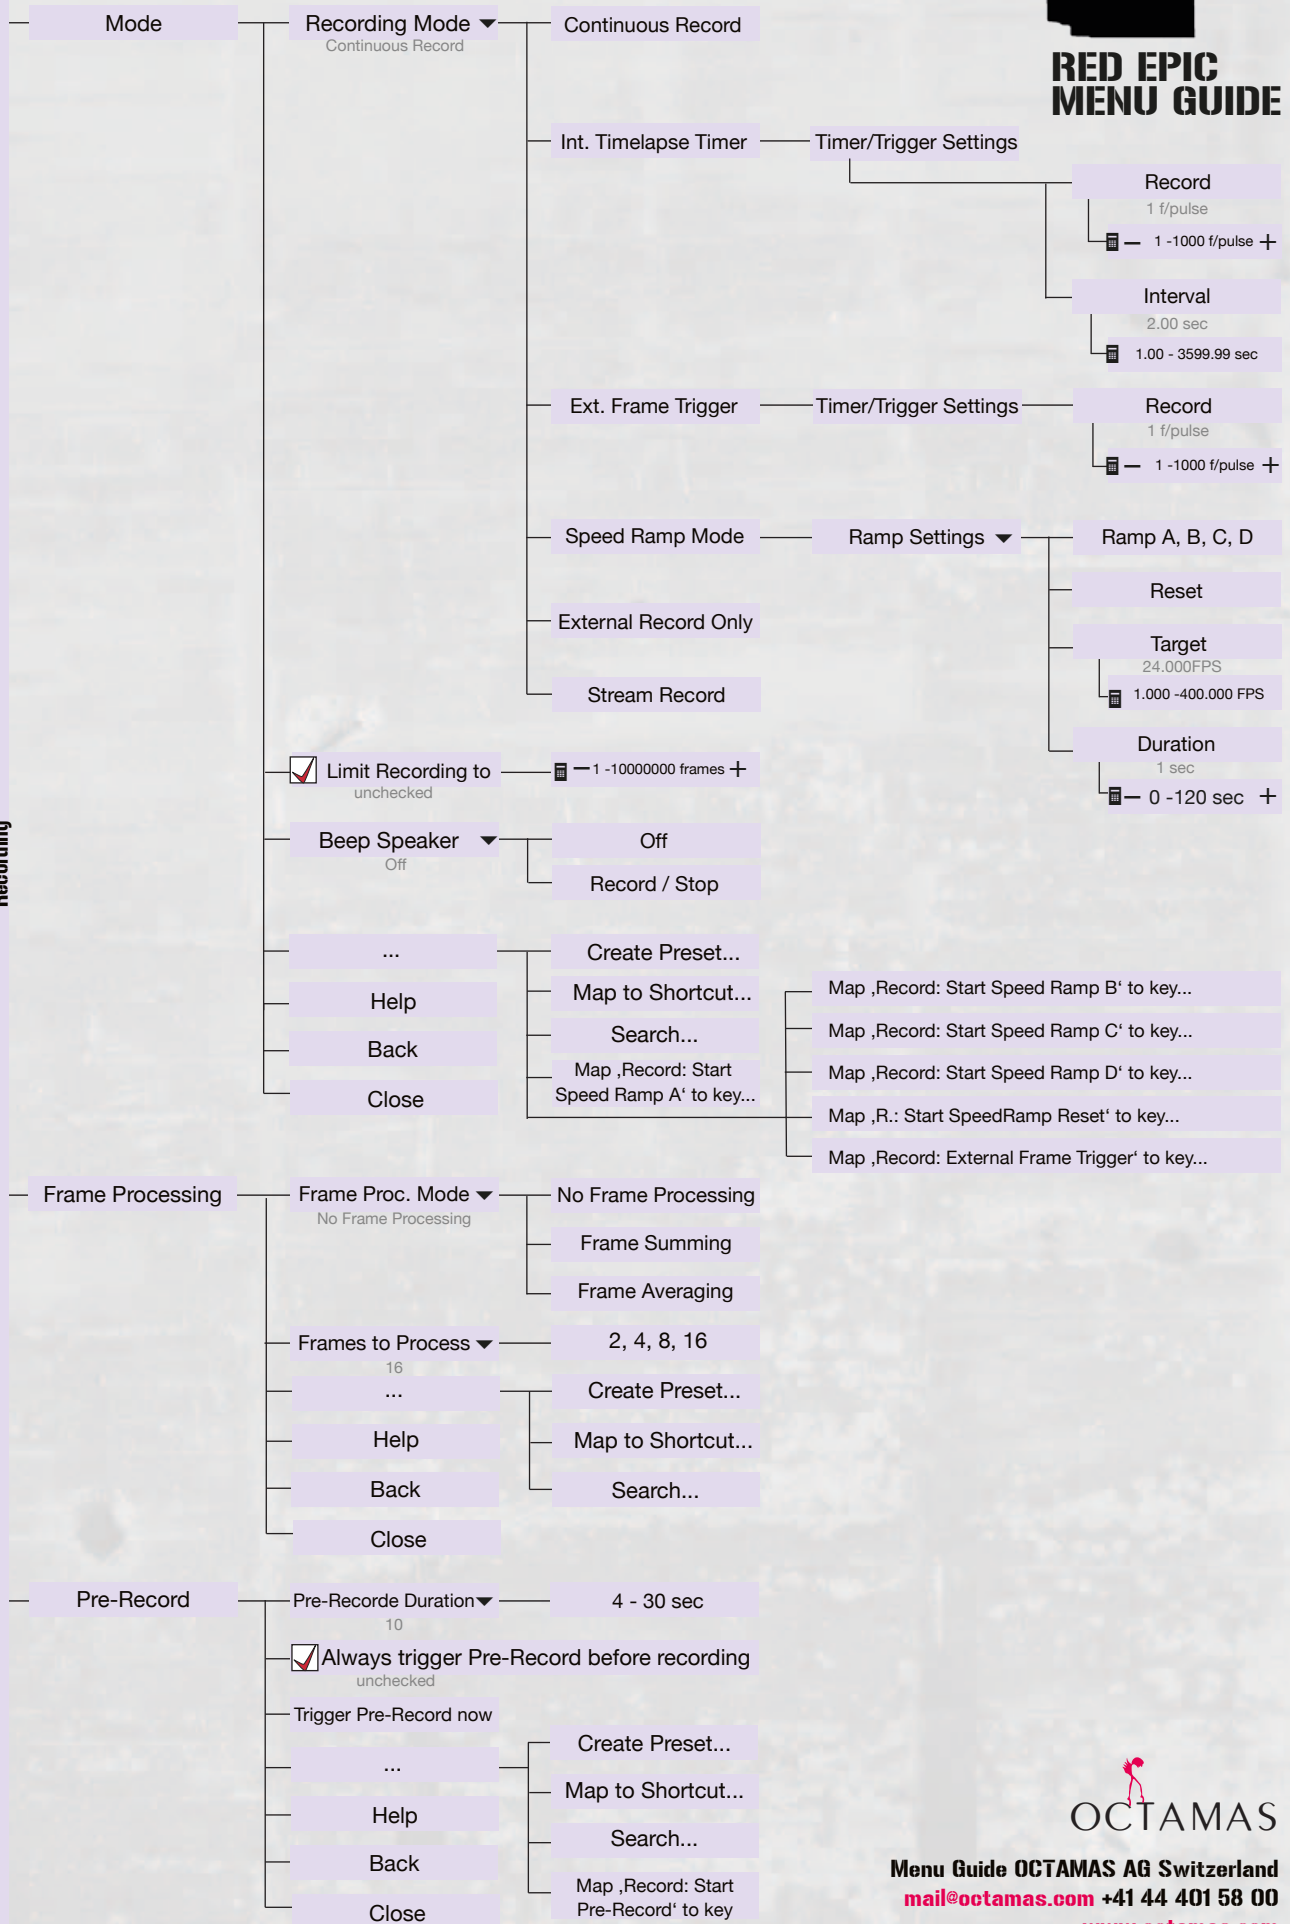 RED EPIC
MENU GUIDE
Recording
Mode
Recording Mode
Continuous Record
Continuous Record
Int. Timelapse Timer
Timer/Trigger Settings
Record
1 f/pulse
— 1 -1000 f/pulse +
Interval
2.00 sec
1.00 - 3599.99 sec
Ext. Frame Trigger
Timer/Trigger Settings
Record
1 f/pulse
— 1 -1000 f/pulse +
Speed Ramp Mode
Ramp Settings
Ramp A, B, C, D
Reset
Target
24.000FPS
1.000 -400.000 FPS
Duration
1 sec
— 0 -120 sec +
External Record Only
Stream Record
Limit Recording to
unchecked
— 1 -10000000 frames +
Beep Speaker
Off
Off
Record / Stop
...
Create Preset...
Map to Shortcut...
Search...
Map ‚Record: Start
Speed Ramp A‘ to key...
Map ‚Record: Start Speed Ramp B‘ to key...
Map ‚Record: Start Speed Ramp C‘ to key...
Map ‚Record: Start Speed Ramp D‘ to key...
Map ‚R.: Start SpeedRamp Reset‘ to key...
Map ‚Record: External Frame Trigger‘ to key...
Help
Back
Close
Frame Processing
Frame Proc. Mode
No Frame Processing
No Frame Processing
Frame Summing
Frame Averaging
Frames to Process
16
2, 4, 8, 16
...
Create Preset...
Map to Shortcut...
Search...
Help
Back
Close
Pre-Record
Pre-Recorde Duration
10
4 - 30 sec
Always trigger Pre-Record before recording
unchecked
Trigger Pre-Record now
...
Create Preset...
Map to Shortcut...
Search...
Map ‚Record: Start
Pre-Record‘ to key
Help
Back
Close
OCTAMAS
Menu Guide OCTAMAS AG Switzerland
mail@octamas.com +41 44 401 58 00
www.octamas.com